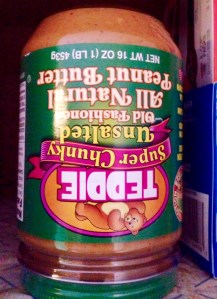 TEDDIE
Super Chunky
Unsalted
Old Fashioned
All Natural
Peanut Butter
NET WT 16 OZ (1 LB) 453g